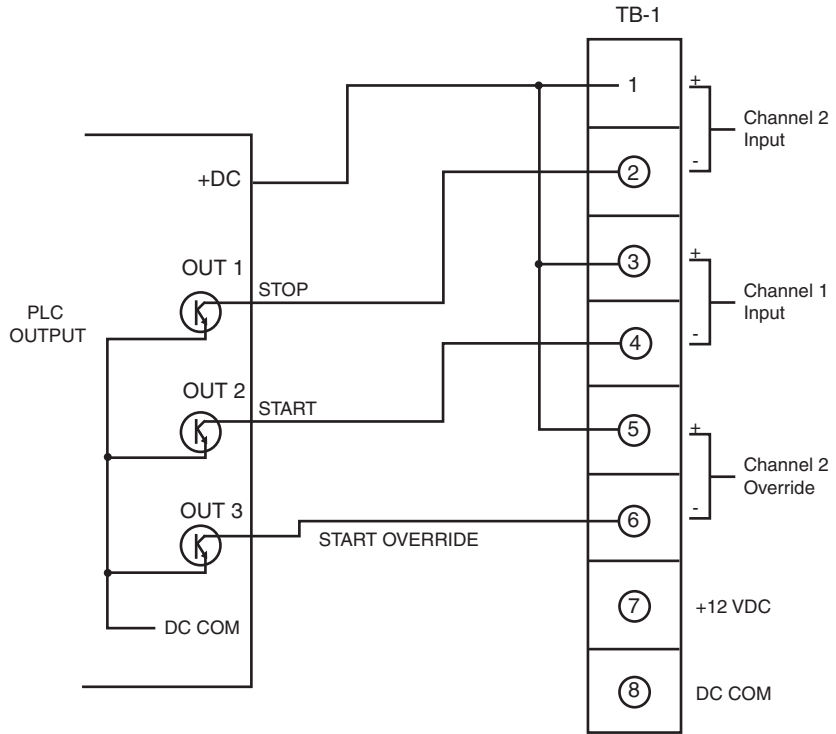 TB-1
1
+
Channel 2
Input
-
2
+DC
3
+
Channel 1
Input
-
OUT 1
STOP
PLC
OUTPUT
4
OUT 2
START
5
+
Channel 2
Override
-
6
OUT 3
START OVERRIDE
7
+12 VDC
DC COM
8
DC COM